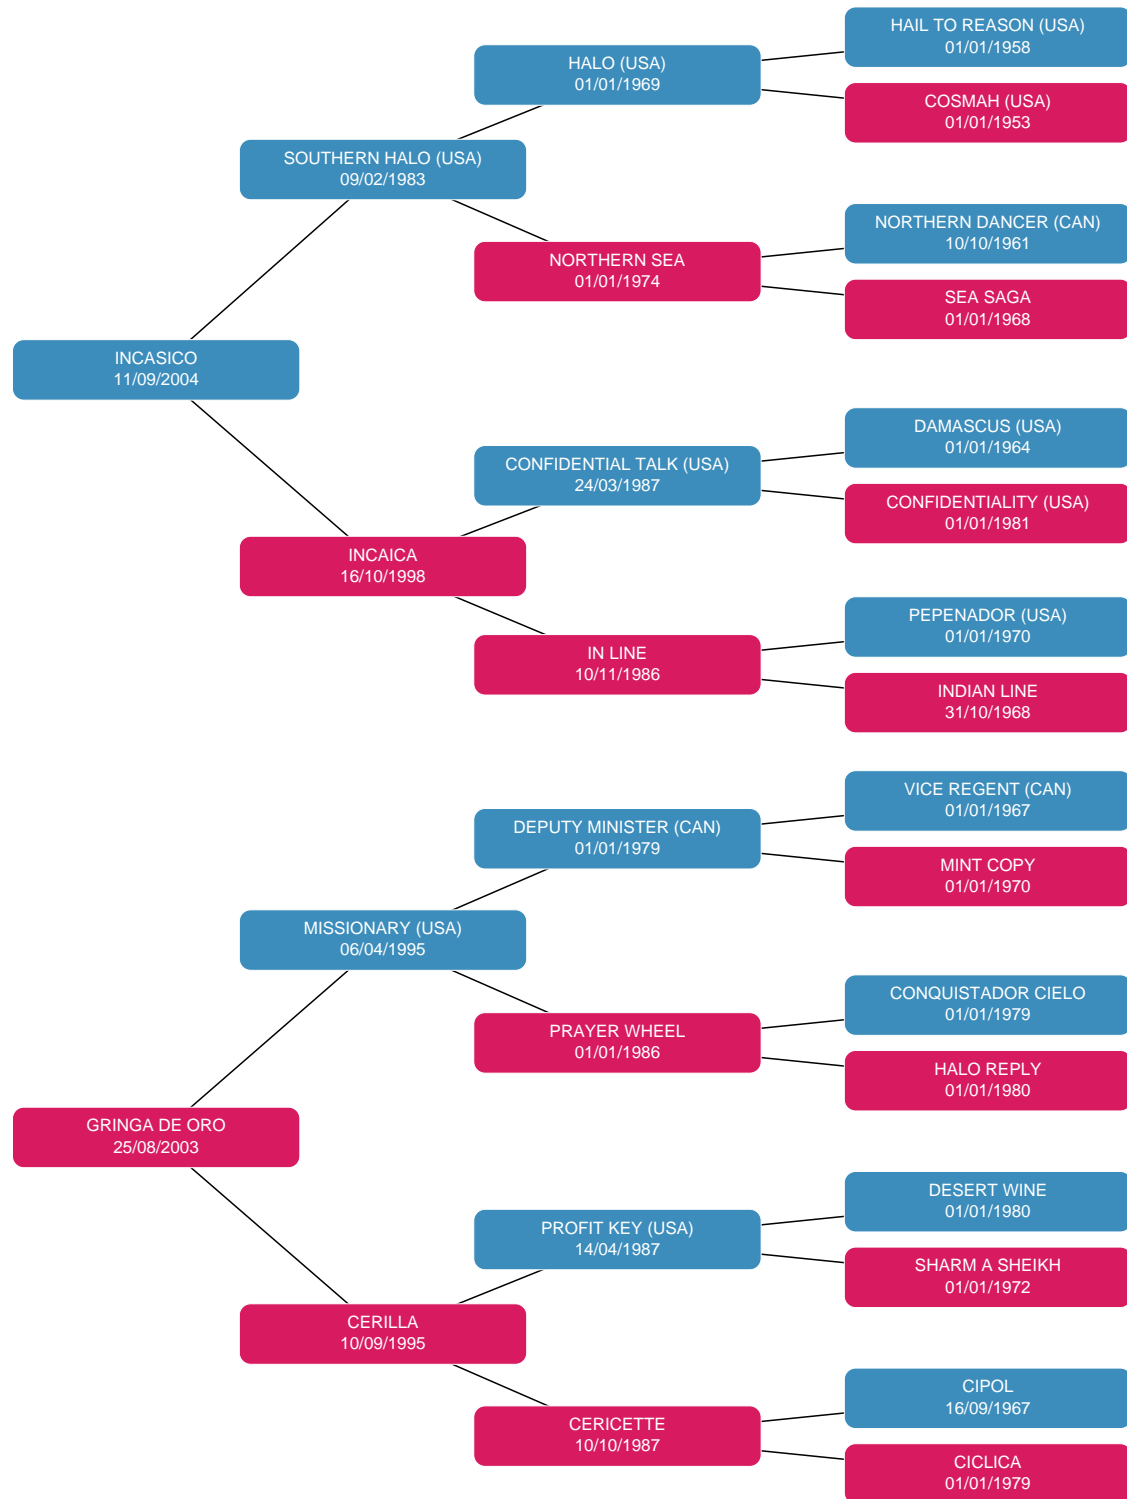 HAIL TO REASON (USA)
01/01/1958
HALO (USA)
01/01/1969
COSMAH (USA)
01/01/1953
SOUTHERN HALO (USA)
09/02/1983
NORTHERN DANCER (CAN)
10/10/1961
NORTHERN SEA
01/01/1974
SEA SAGA
01/01/1968
INCASICO
11/09/2004
DAMASCUS (USA)
01/01/1964
CONFIDENTIAL TALK (USA)
24/03/1987
CONFIDENTIALITY (USA)
01/01/1981
INCAICA
16/10/1998
PEPENADOR (USA)
01/01/1970
IN LINE
10/11/1986
INDIAN LINE
31/10/1968
VICE REGENT (CAN)
01/01/1967
DEPUTY MINISTER (CAN)
01/01/1979
MINT COPY
01/01/1970
MISSIONARY (USA)
06/04/1995
CONQUISTADOR CIELO
01/01/1979
PRAYER WHEEL
01/01/1986
HALO REPLY
01/01/1980
GRINGA DE ORO
25/08/2003
DESERT WINE
01/01/1980
PROFIT KEY (USA)
14/04/1987
SHARM A SHEIKH
01/01/1972
CERILLA
10/09/1995
CIPOL
16/09/1967
CERICETTE
10/10/1987
CICLICA
01/01/1979